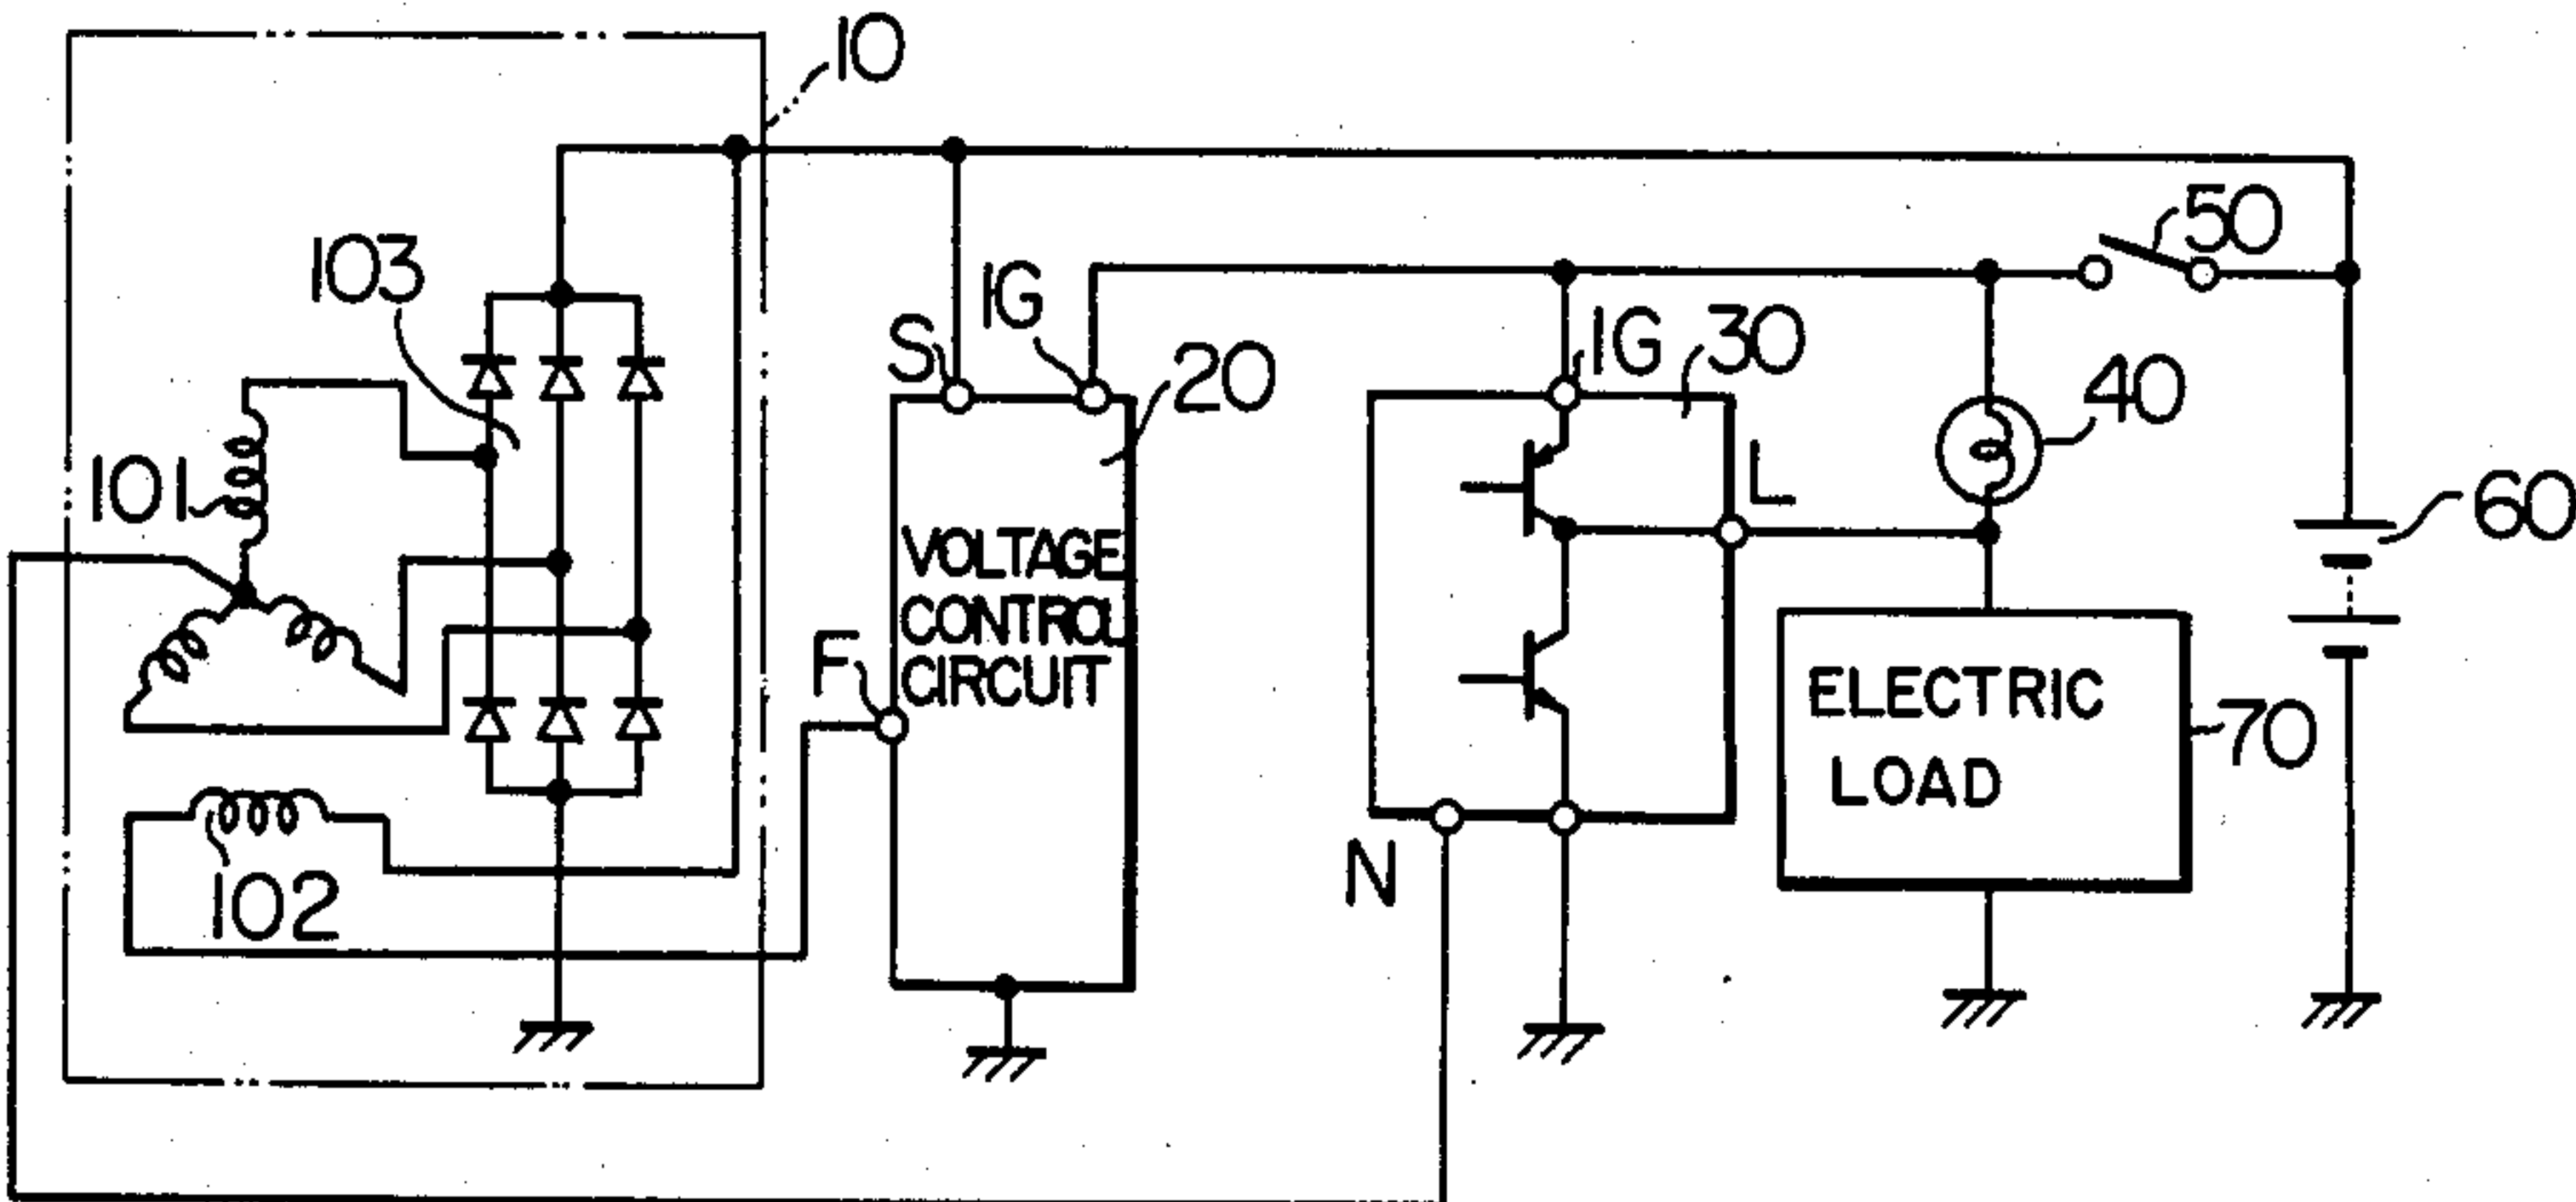 10
103
S
IG
20
IG
30
50
40
101
L
60
VOLTAGE
CONTROL
CIRCUIT
F
ELECTRIC
LOAD
70
102
N